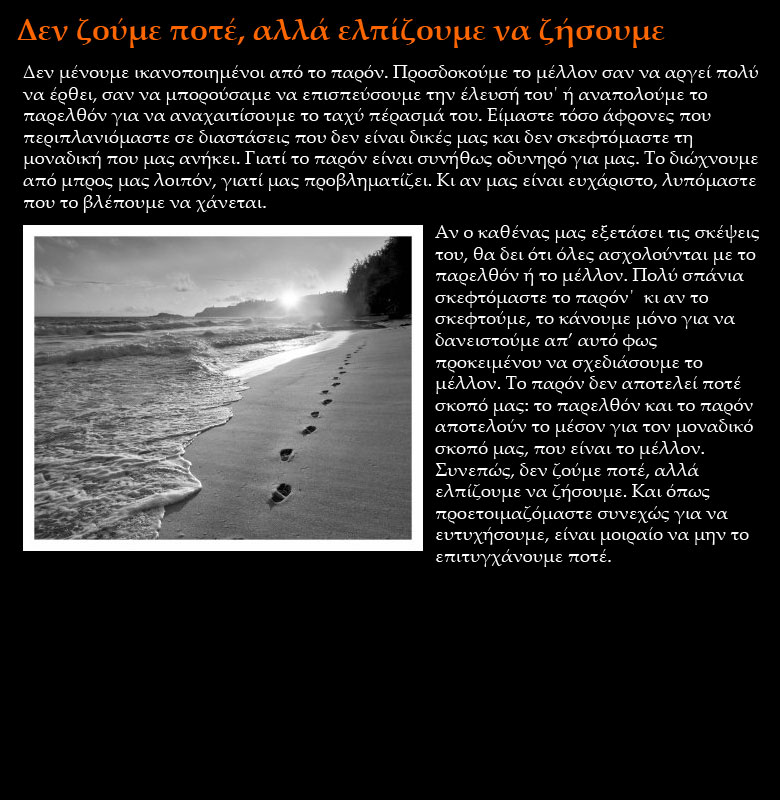 Δεν ζούμε ποτέ, αλλά ελπίζουμε να ζήσουμε
Δεν μένουμε ικανοποιημένοι από το παρόν. Προσδοκούμε το μέλλον σαν να αργεί πολύ
να έρθει, σαν να μπορούσαμε να επισπεύσουμε την έλευσή του˙ ή αναπολούμε το
παρελθόν για να αναχαιτίσουμε το ταχύ πέρασμά του. Είμαστε τόσο άφρονες που
περιπλανιόμαστε σε διαστάσεις που δεν είναι δικές μας και δεν σκεφτόμαστε τη
μοναδική που μας ανήκει. Γιατί το παρόν είναι συνήθως οδυνηρό για μας. Το διώχνουμε
από μπρος μας λοιπόν, γιατί μας προβληματίζει. Κι αν μας είναι ευχάριστο, λυπόμαστε
που το βλέπουμε να χάνεται.
Αν ο καθένας μας εξετάσει τις σκέψεις
του, θα δει ότι όλες ασχολούνται με το
παρελθόν ή το μέλλον. Πολύ σπάνια
σκεφτόμαστε το παρόν˙ κι αν το
σκεφτούμε, το κάνουμε μόνο για να
δανειστούμε απ’ αυτό φως
προκειμένου να σχεδιάσουμε το
μέλλον. Το παρόν δεν αποτελεί ποτέ
σκοπό μας: το παρελθόν και το παρόν
αποτελούν το μέσον για τον μοναδικό
σκοπό μας, που είναι το μέλλον.
Συνεπώς, δεν ζούμε ποτέ, αλλά
ελπίζουμε να ζήσουμε. Και όπως
προετοιμαζόμαστε συνεχώς για να
ευτυχήσουμε, είναι μοιραίο να μην το
επιτυγχάνουμε ποτέ.